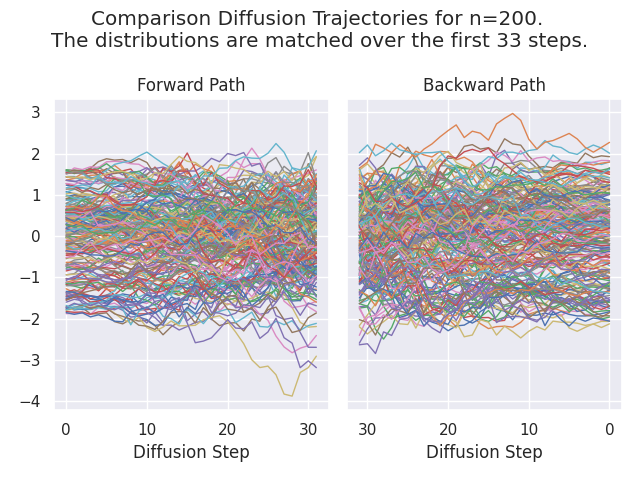 Comparison Diffusion Trajectories for n=200.
The distributions are matched over the first 33 steps.
Forward Path
Backward Path
3
2
1
0
−1
−2
−3
−4
0 10 20 30
30 20 10 0
Diffusion Step
Diffusion Step